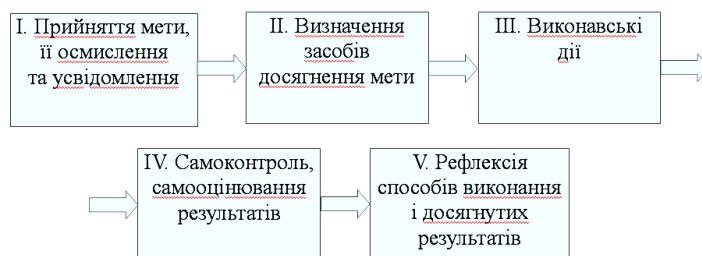 I. Прийняття мети,
її осмислення
та усвідомлення
II. Визначення
засобів
досягнення мети
III. Виконавські
дії
IV. Самоконтроль,
самооцінювання
результатів
V. Рефлексія
способів виконання
і досягнутих
результатів